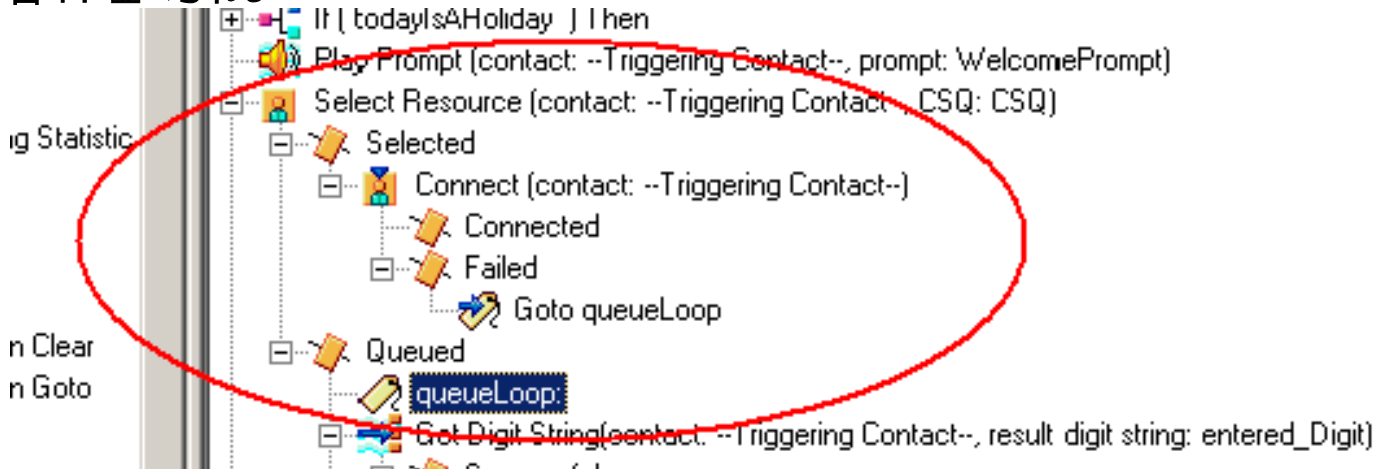 If ( todayIsAHoliday ) Then
Play Prompt (contact: --Triggering Contact--, prompt: WelcomePrompt)
Select Resource (contact: --Triggering Contact--, CSQ: CSQ)
ng Statistic
Selected
Connect (contact: --Triggering Contact--)
Connected
Failed
Goto queueLoop
n Clear
Queued
n Goto
queueLoop:
Get Digit String(contact: --Triggering Contact--, result digit string: entered_Digit)